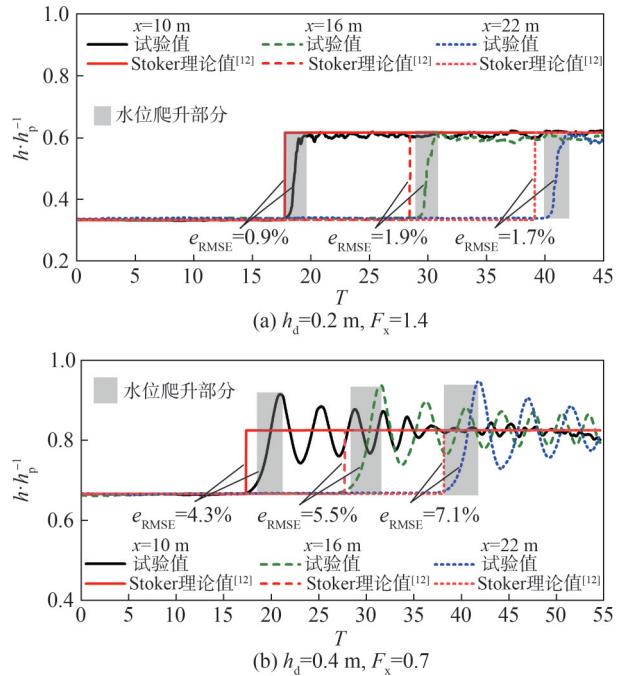 x=10 m x=16 m x=22 m
试验值 试验值 试验值
Stoker理论值[12] Stoker理论值[12] Stoker理论值[12]
水位爬升部分
1.0
0.8
0.6
0.4
0.2
h·hp⁻¹
eRMSE=0.9% eRMSE=1.9% eRMSE=1.7%
0 5 10 15 20 25 30 35 40 45
T
(a) hd=0.2 m, Fx=1.4
水位爬升部分
1.0
0.8
0.6
0.4
h·hp⁻¹
eRMSE=4.3% eRMSE=5.5% eRMSE=7.1%
x=10 m x=16 m x=22 m
试验值 试验值 试验值
Stoker理论值[12] Stoker理论值[12] Stoker理论值[12]
0 5 10 15 20 25 30 35 40 45 50 55
T
(b) hd=0.4 m, Fx=0.7